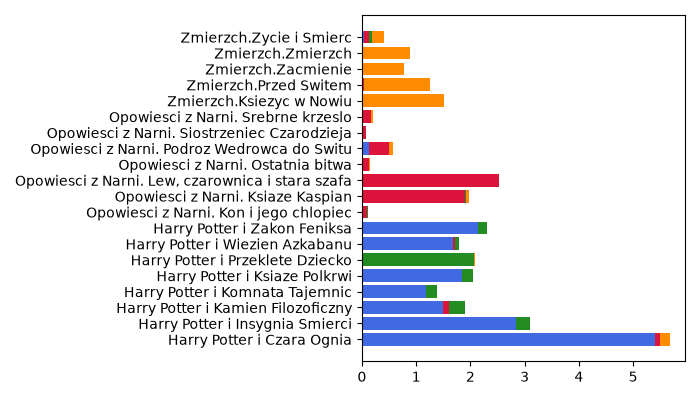 Zmierzch.Zycie i Smierc
Zmierzch.Zmierzch
Zmierzch.Zacmienie
Zmierzch.Przed Switem
Zmierzch.Ksiezyc w Nowiu
Opowiesci z Narni. Srebrne krzeslo
Opowiesci z Narni. Siostrzeniec Czarodzieja
Opowiesci z Narni. Podroz Wedrowca do Switu
Opowiesci z Narni. Ostatnia bitwa
Opowiesci z Narni. Lew, czarownica i stara szafa
Opowiesci z Narni. Ksiaze Kaspian
Opowiesci z Narni. Kon i jego chlopiec
Harry Potter i Zakon Feniksa
Harry Potter i Wiezien Azkabanu
Harry Potter i Przeklete Dziecko
Harry Potter i Ksiaze Polkrwi
Harry Potter i Komnata Tajemnic
Harry Potter i Kamien Filozoficzny
Harry Potter i Insygnia Smierci
Harry Potter i Czara Ognia
0 1 2 3 4 5